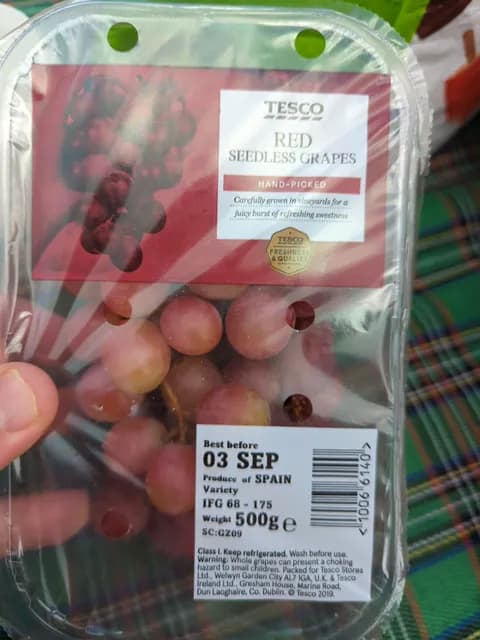 TESCO
RED
SEEDLESS GRAPES
HAND-PICKED
Carefully grown in vineyards for a
juicy burst of refreshing sweetness
TESCO
FRESHNESS
& QUALITY
Best before
03 SEP
Produce of SPAIN
Variety
IFG 68 - 175
Weight 500g e
SC:GZ09
<10066140>
Class I. Keep refrigerated. Wash before use.
Warning: Whole grapes can present a choking
hazard to small children. Packed for Tesco Stores
Ltd., Welwyn Garden City AL7 1GA, U.K. & Tesco
Ireland Ltd., Gresham House, Marine Road,
Dun Laoghaire, Co. Dublin. © Tesco 2019.